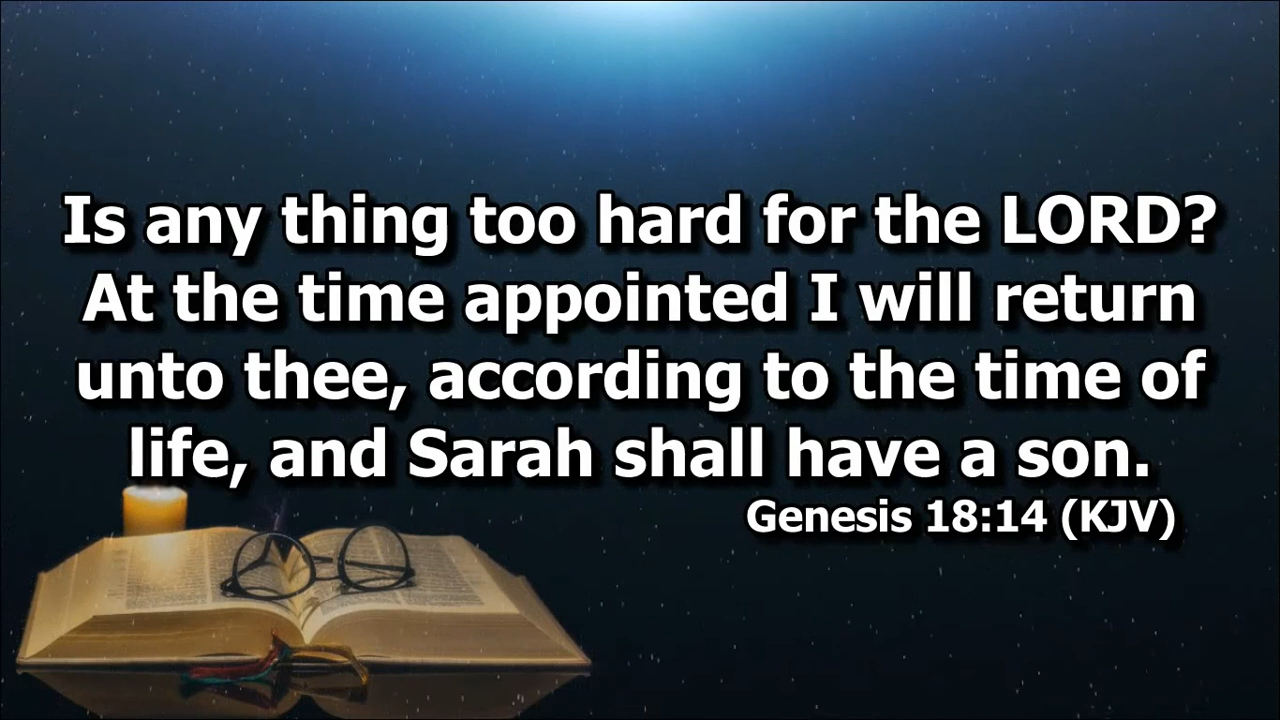 Is any thing too hard for the LORD?
At the time appointed I will return
unto thee, according to the time of
life, and Sarah shall have a son.
Genesis 18:14 (KJV)